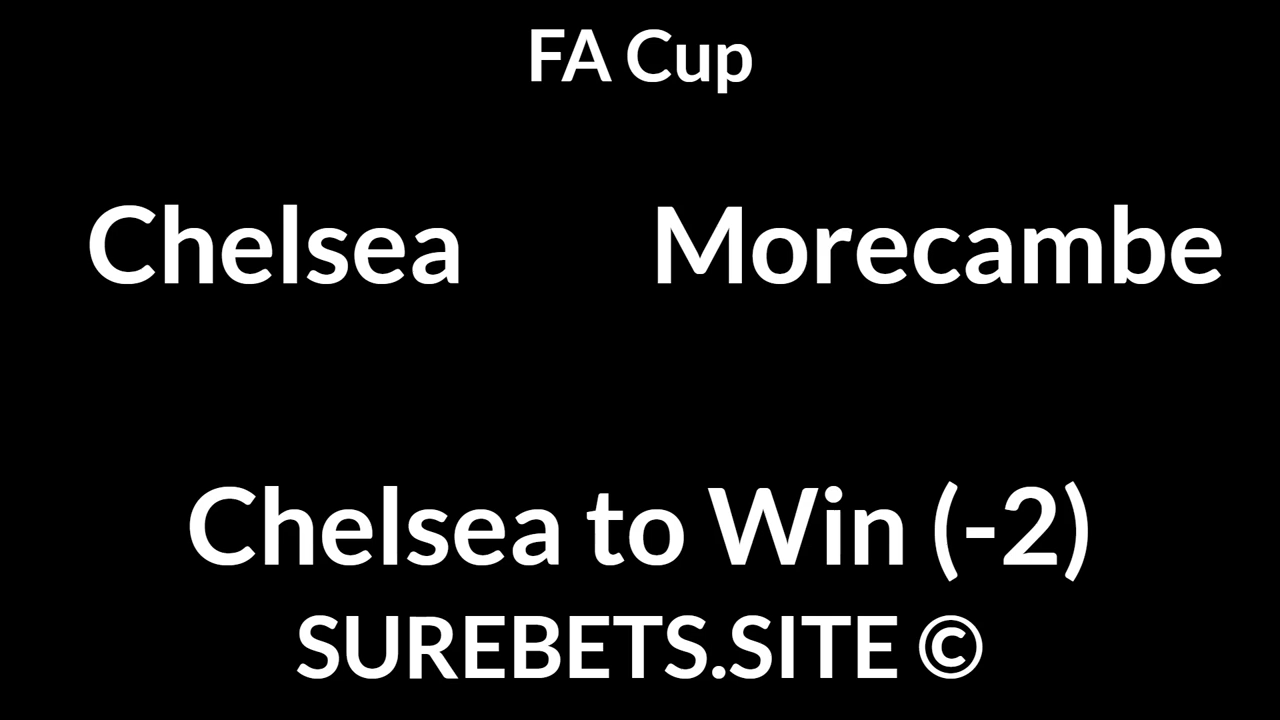 FA Cup
Chelsea Morecambe
Chelsea to Win (-2)
SUREBETS.SITE ©